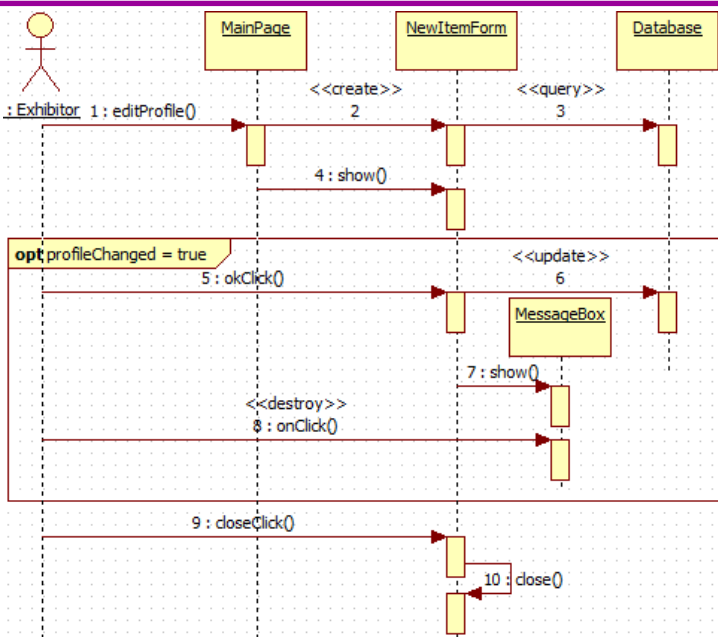 MainPage
NewItemForm
Database
: Exhibitor
1 : editProfile()
<<create>>
2
<<query>>
3
4 : show()
opt profileChanged = true
5 : okClick()
<<update>>
6
MessageBox
7 : show()
<<destroy>>
8 : onClick()
9 : closeClick()
10 : close()